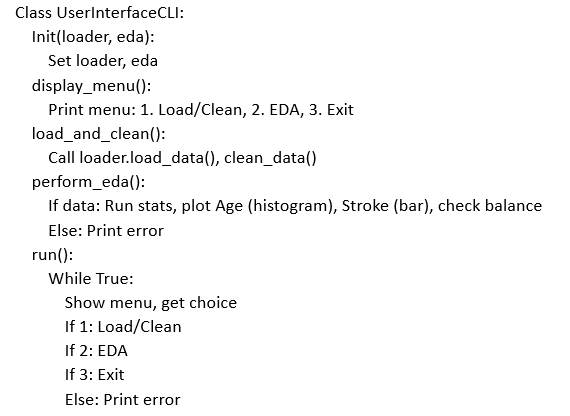 Class UserInterfaceCLI:
Init(loader, eda):
Set loader, eda
display_menu():
Print menu: 1. Load/Clean, 2. EDA, 3. Exit
load_and_clean():
Call loader.load_data(), clean_data()
perform_eda():
If data: Run stats, plot Age (histogram), Stroke (bar), check balance
Else: Print error
run():
While True:
Show menu, get choice
If 1: Load/Clean
If 2: EDA
If 3: Exit
Else: Print error